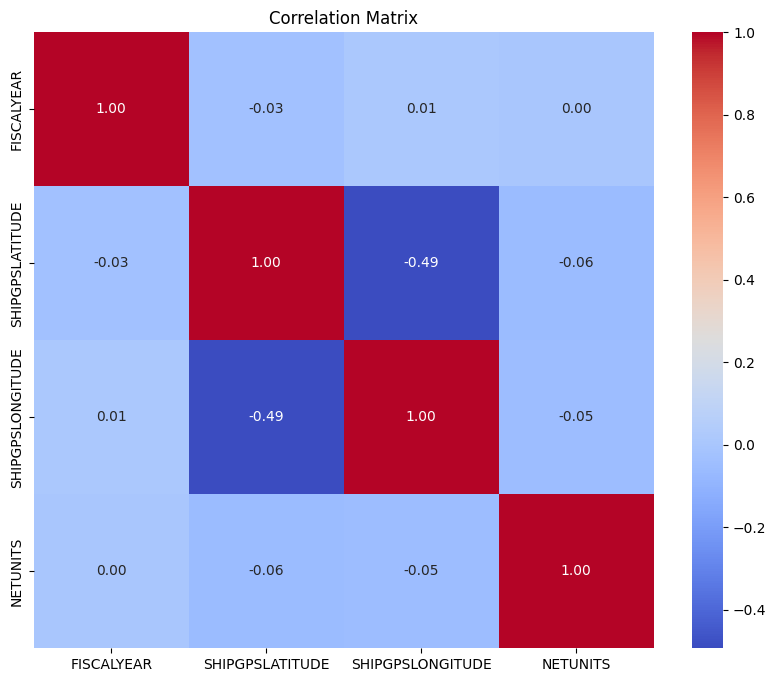 Correlation Matrix
FISCALYEAR
1.00
-0.03
0.01
0.00
SHIPGPSLATITUDE
-0.03
1.00
-0.49
-0.06
SHIPGPSLONGITUDE
0.01
-0.49
1.00
-0.05
NETUNITS
0.00
-0.06
-0.05
1.00
FISCALYEAR
SHIPGPSLATITUDE
SHIPGPSLONGITUDE
NETUNITS
1.0
0.8
0.6
0.4
0.2
0.0
−0.2
−0.4